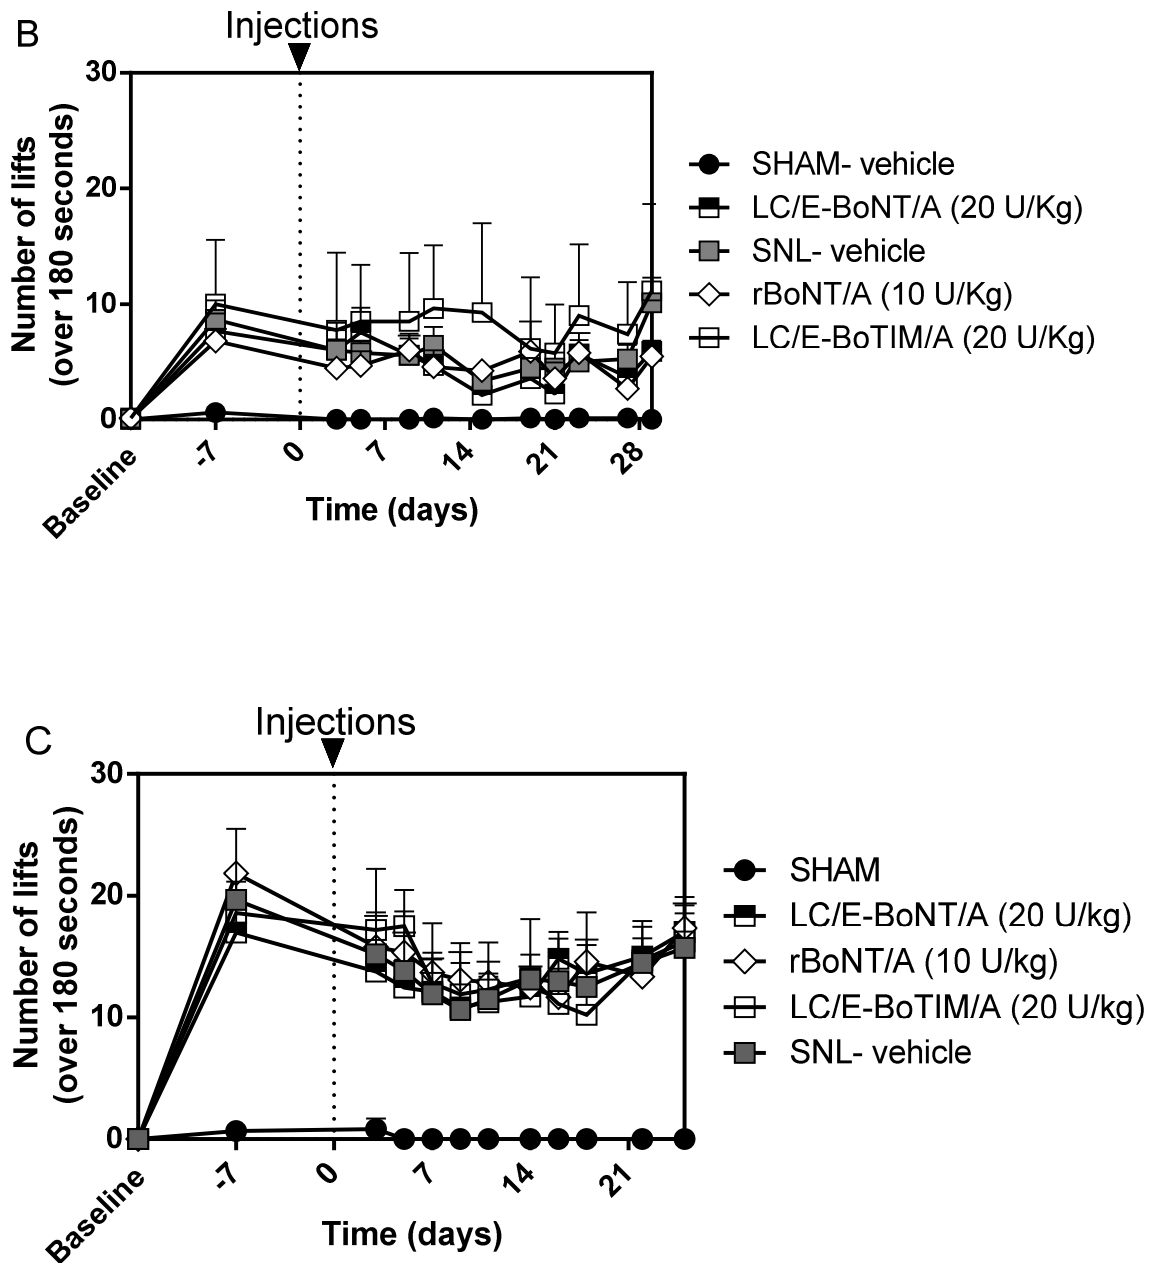 B
Injections
Number of lifts
(over 180 seconds)
30
20
10
0
Baseline
-7
0
7
14
21
28
Time (days)
SHAM- vehicle
LC/E-BoNT/A (20 U/Kg)
SNL- vehicle
rBoNT/A (10 U/Kg)
LC/E-BoTIM/A (20 U/Kg)
C
Injections
Number of lifts
(over 180 seconds)
30
20
10
0
Baseline
-7
0
7
14
21
Time (days)
SHAM
LC/E-BoNT/A (20 U/kg)
rBoNT/A (10 U/kg)
LC/E-BoTIM/A (20 U/kg)
SNL- vehicle